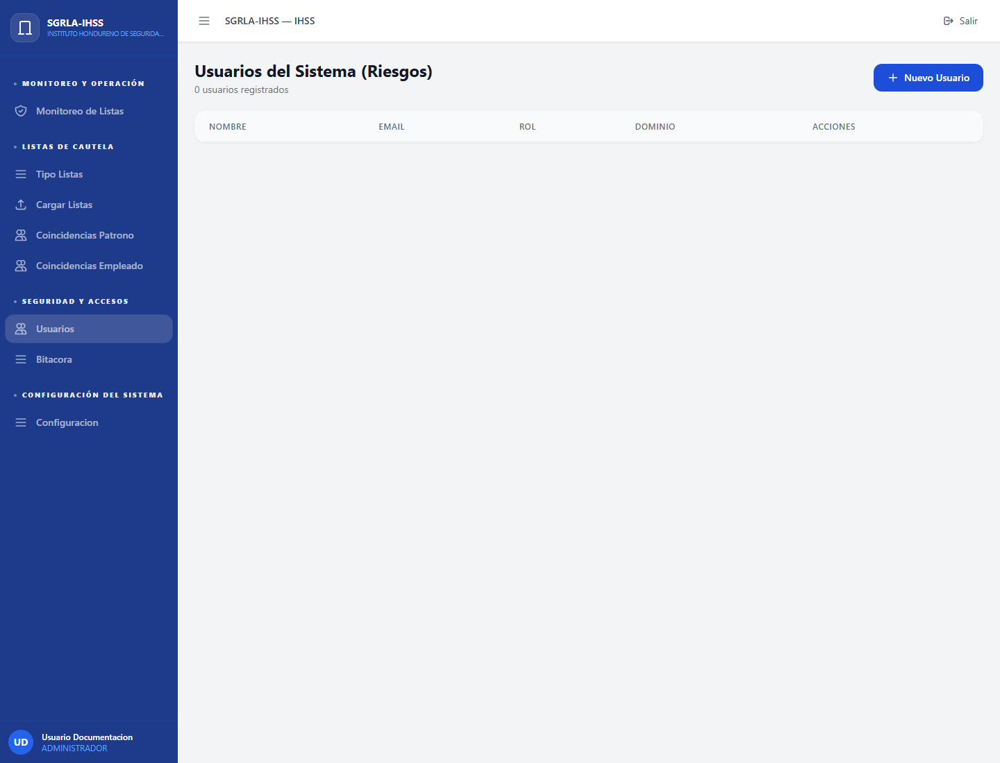 SGRLA-IHSS
INSTITUTO HONDURENO DE SEGURIDA...
MONITOREO Y OPERACIÓN
Monitoreo de Listas
LISTAS DE CAUTELA
Tipo Listas
Cargar Listas
Coincidencias Patrono
Coincidencias Empleado
SEGURIDAD Y ACCESOS
Usuarios
Bitacora
CONFIGURACIÓN DEL SISTEMA
Configuracion
UD
Usuario Documentacion
ADMINISTRADOR
SGRLA-IHSS — IHSS
Salir
Usuarios del Sistema (Riesgos)
0 usuarios registrados
Nuevo Usuario
NOMBRE EMAIL ROL DOMINIO ACCIONES